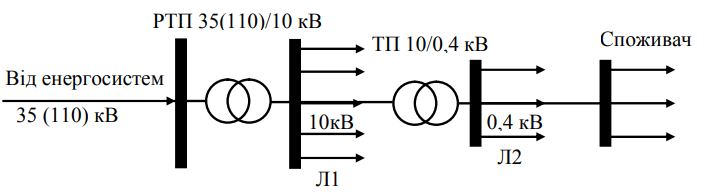 РТП 35(110)/10 кВ
ТП 10/0,4 кВ
Споживач
Від енергосистем
35 (110) кВ
10кВ
0,4 кВ
Л1
Л2